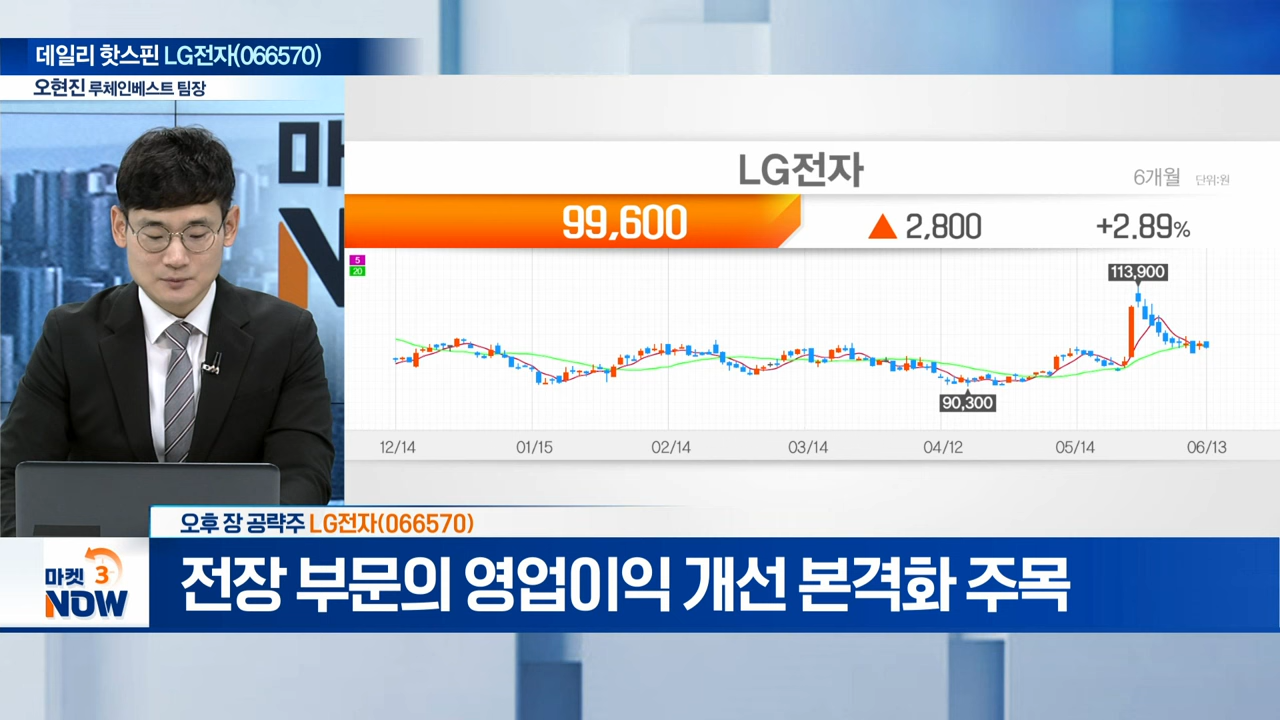 데일리 핫스핀 LG전자(066570)
오현진 루체인베스트 팀장
마
N
LG전자
6개월 단위:원
99,600 ▲ 2,800 +2.89%
5
20
113,900
90,300
12/14 01/15 02/14 03/14 04/12 05/14 06/13
오후 장 공략주 LG전자(066570)
마켓 3
NOW
전장 부문의 영업이익 개선 본격화 주목